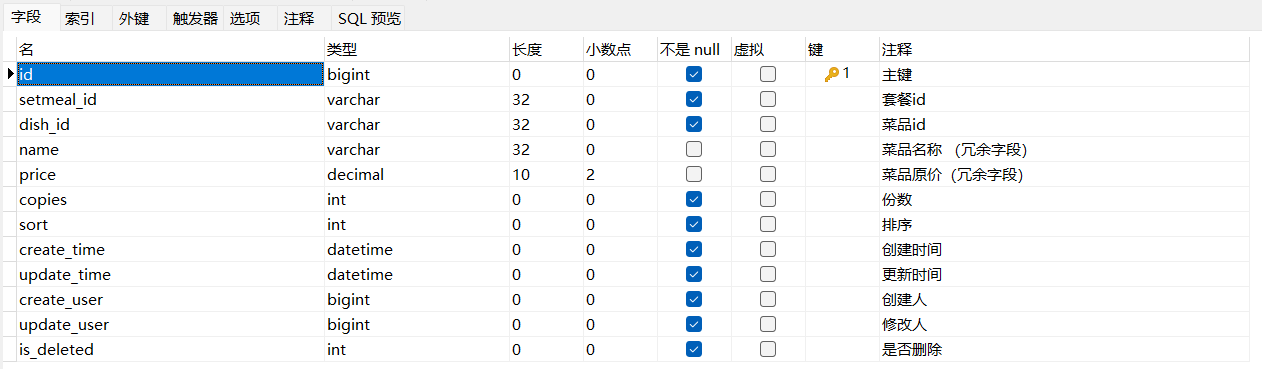 字段 索引 外键 触发器 选项 注释 SQL 预览
名 类型 长度 小数点 不是 null 虚拟 键 注释
id bigint 0 0 1 主键
setmeal_id varchar 32 0 套餐id
dish_id varchar 32 0 菜品id
name varchar 32 0 菜品名称 （冗余字段）
price decimal 10 2 菜品原价（冗余字段）
copies int 0 0 份数
sort int 0 0 排序
create_time datetime 0 0 创建时间
update_time datetime 0 0 更新时间
create_user bigint 0 0 创建人
update_user bigint 0 0 修改人
is_deleted int 0 0 是否删除